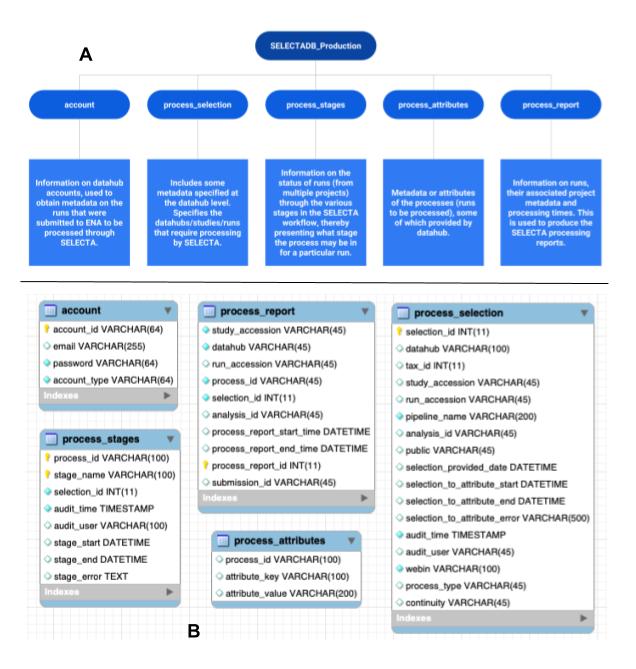 A
SELECTADB_Production
account
process_selection
process_stages
process_attributes
process_report
Information on datahub
accounts, used to
obtain metadata on the
runs that were
submitted to ENA to be
processed through
SELECTA.
Includes some
metadata specified at
the datahub level.
Specifies the
datahubs/studies/runs
that require processing
by SELECTA.
Information on the
status of runs (from
multiple projects)
through the various
stages in the SELECTA
workflow, thereby
presenting what stage
the process may be in
for a particular run.
Metadata or attributes
of the processes (runs
to be processed), some
of which provided by
datahub.
Information on runs,
their associated project
metadata and
processing times. This
is used to produce the
SELECTA processing
reports.
account
account_id VARCHAR(64)
email VARCHAR(255)
password VARCHAR(64)
account_type VARCHAR(64)
Indexes
process_stages
process_id VARCHAR(100)
stage_name VARCHAR(100)
selection_id INT(11)
audit_time TIMESTAMP
audit_user VARCHAR(100)
stage_start DATETIME
stage_end DATETIME
stage_error TEXT
Indexes
process_report
study_accession VARCHAR(45)
datahub VARCHAR(45)
run_accession VARCHAR(45)
process_id VARCHAR(45)
selection_id INT(11)
analysis_id VARCHAR(45)
process_report_start_time DATETIME
process_report_end_time DATETIME
process_report_id INT(11)
submission_id VARCHAR(45)
Indexes
process_attributes
process_id VARCHAR(100)
attribute_key VARCHAR(100)
attribute_value VARCHAR(200)
process_selection
selection_id INT(11)
datahub VARCHAR(100)
tax_id INT(11)
study_accession VARCHAR(45)
run_accession VARCHAR(45)
pipeline_name VARCHAR(200)
analysis_id VARCHAR(45)
public VARCHAR(45)
selection_provided_date DATETIME
selection_to_attribute_start DATETIME
selection_to_attribute_end DATETIME
selection_to_attribute_error VARCHAR(500)
audit_time TIMESTAMP
audit_user VARCHAR(45)
webin VARCHAR(100)
process_type VARCHAR(45)
continuity VARCHAR(45)
Indexes
B